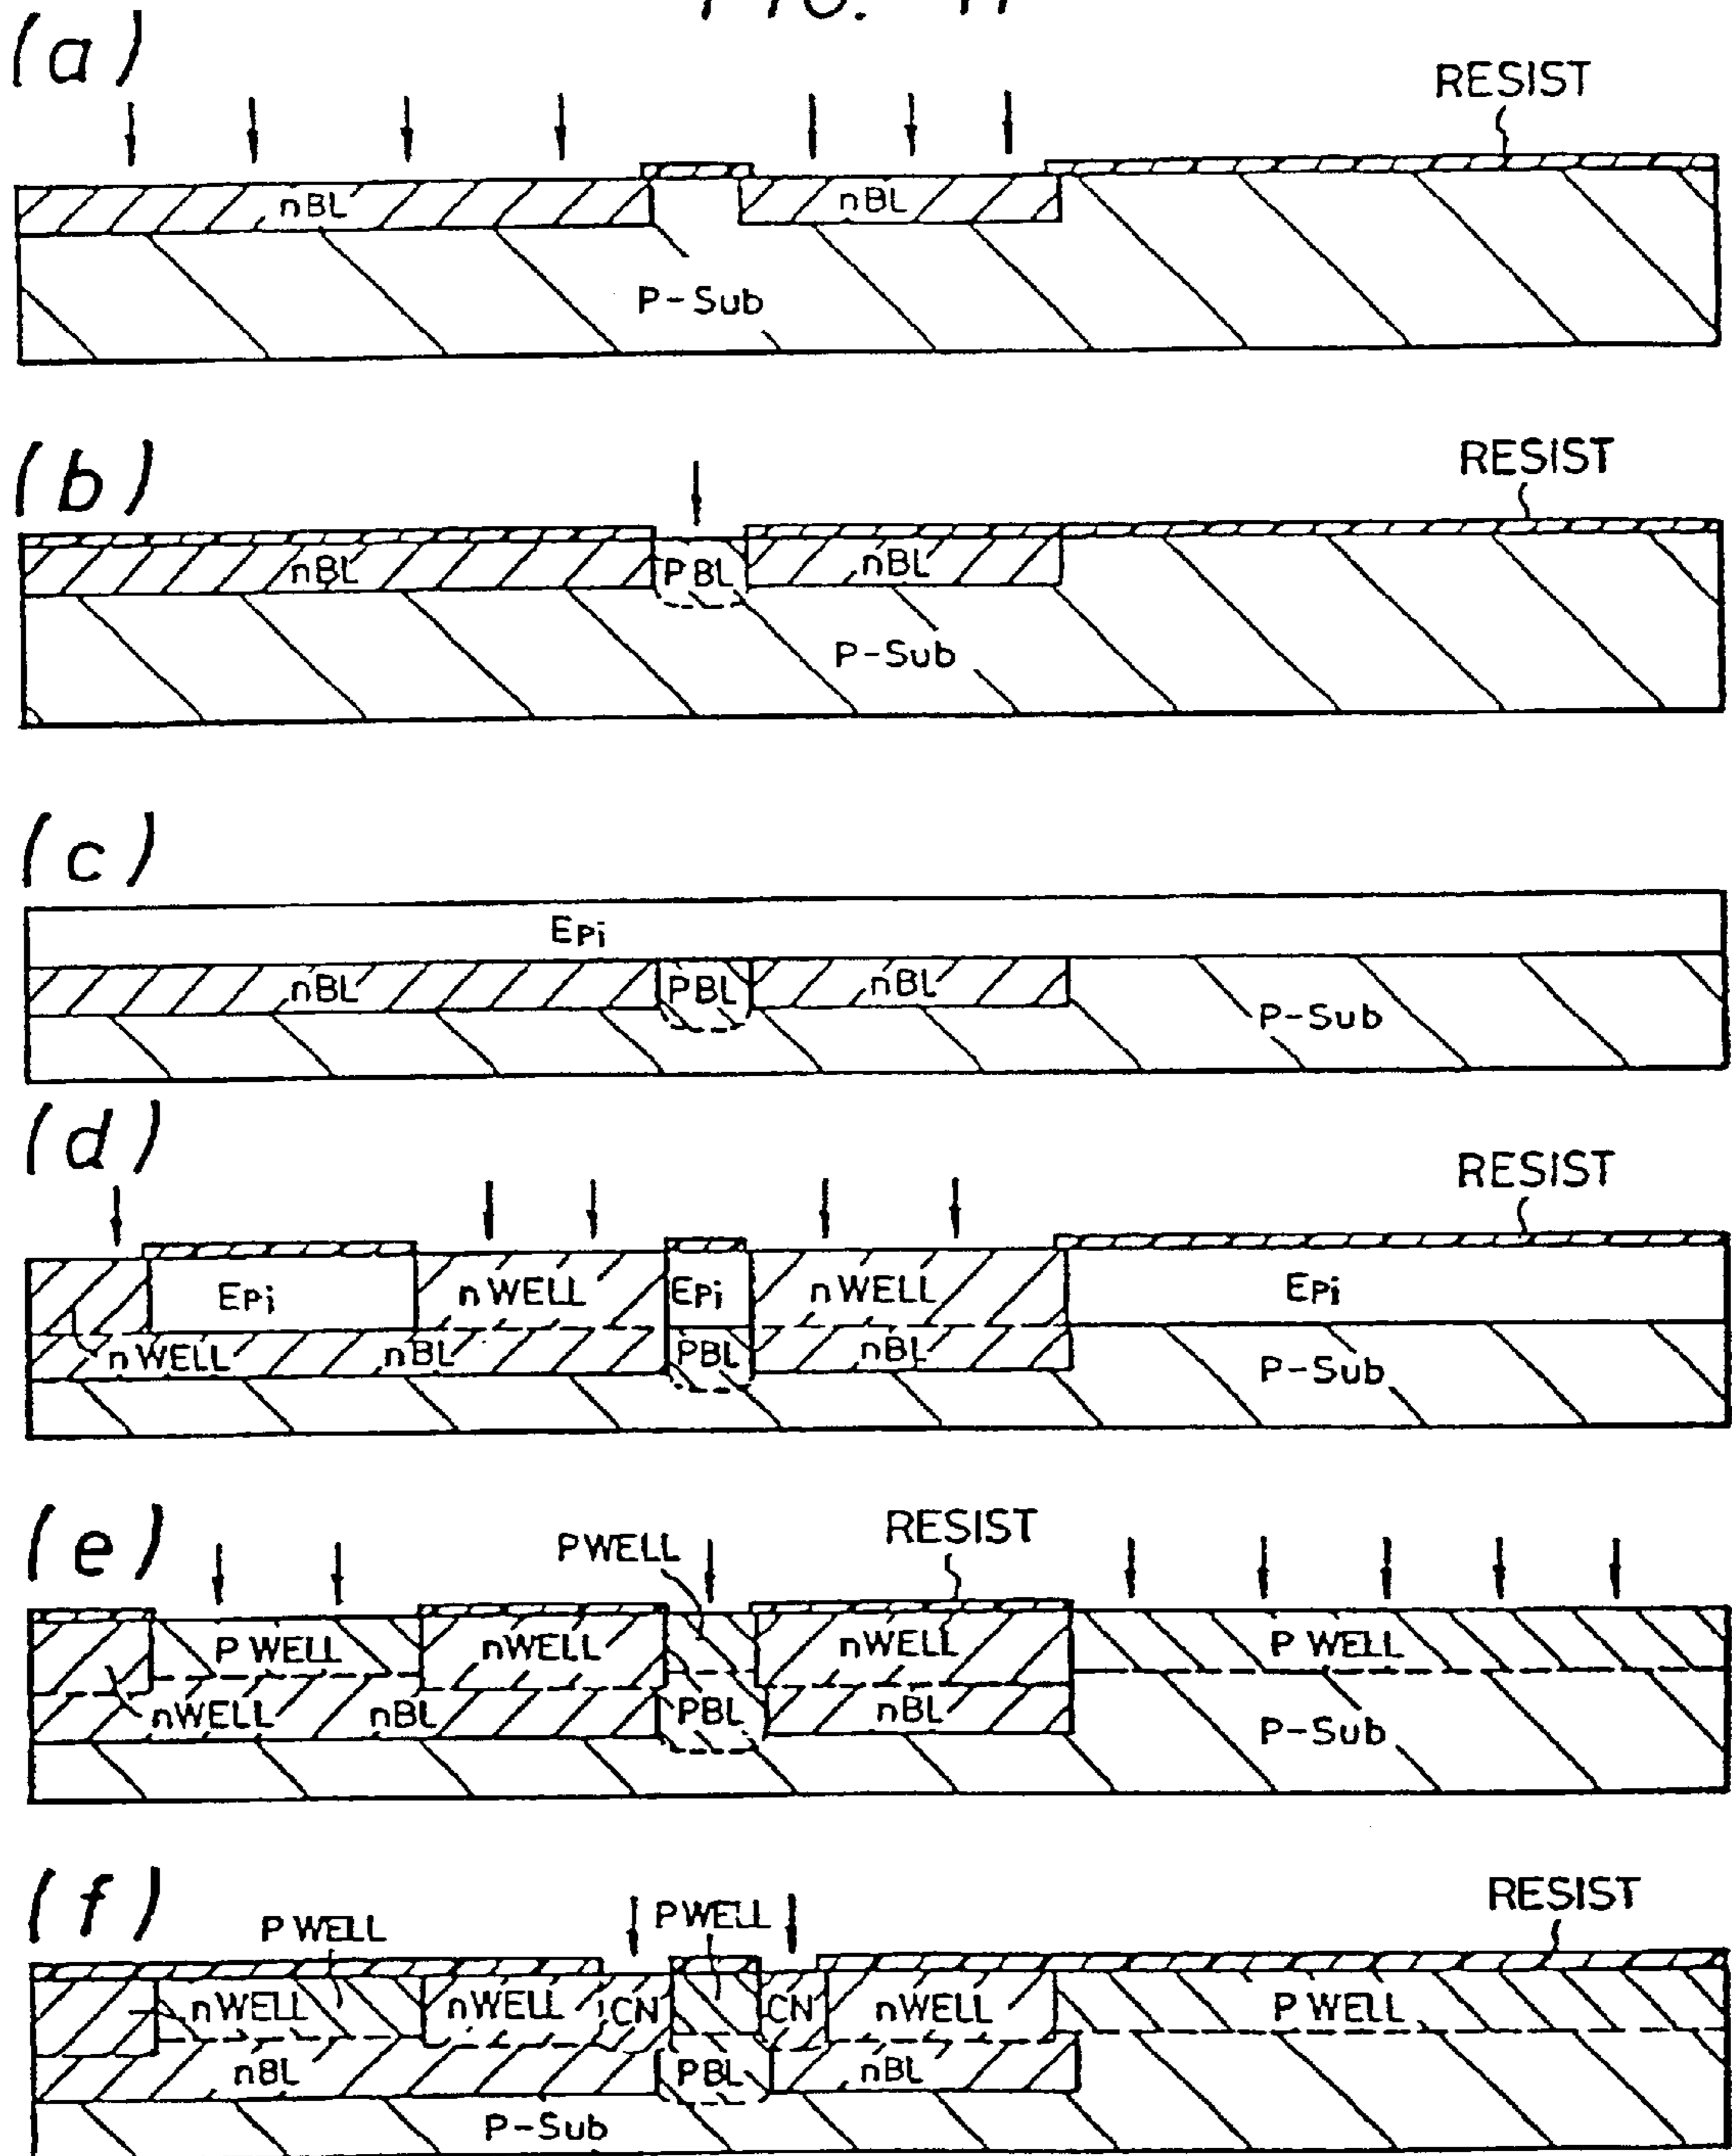 (a)
RESIST
nBL
nBL
P-Sub
(b)
RESIST
nBL
PBL
nBL
P-Sub
(c)
Epi
nBL
PBL
nBL
P-Sub
(d)
RESIST
Epi
nWELL
Epi
nWELL
Epi
nWELL
nBL
PBL
nBL
P-Sub
(e)
PWELL
RESIST
P WELL
nWELL
nWELL
P WELL
nWELL
nBL
PBL
nBL
P-Sub
(f)
P WELL
PWELL
RESIST
nWELL
nWELL
CN
CN
nWELL
P WELL
nBL
PBL
nBL
P-Sub